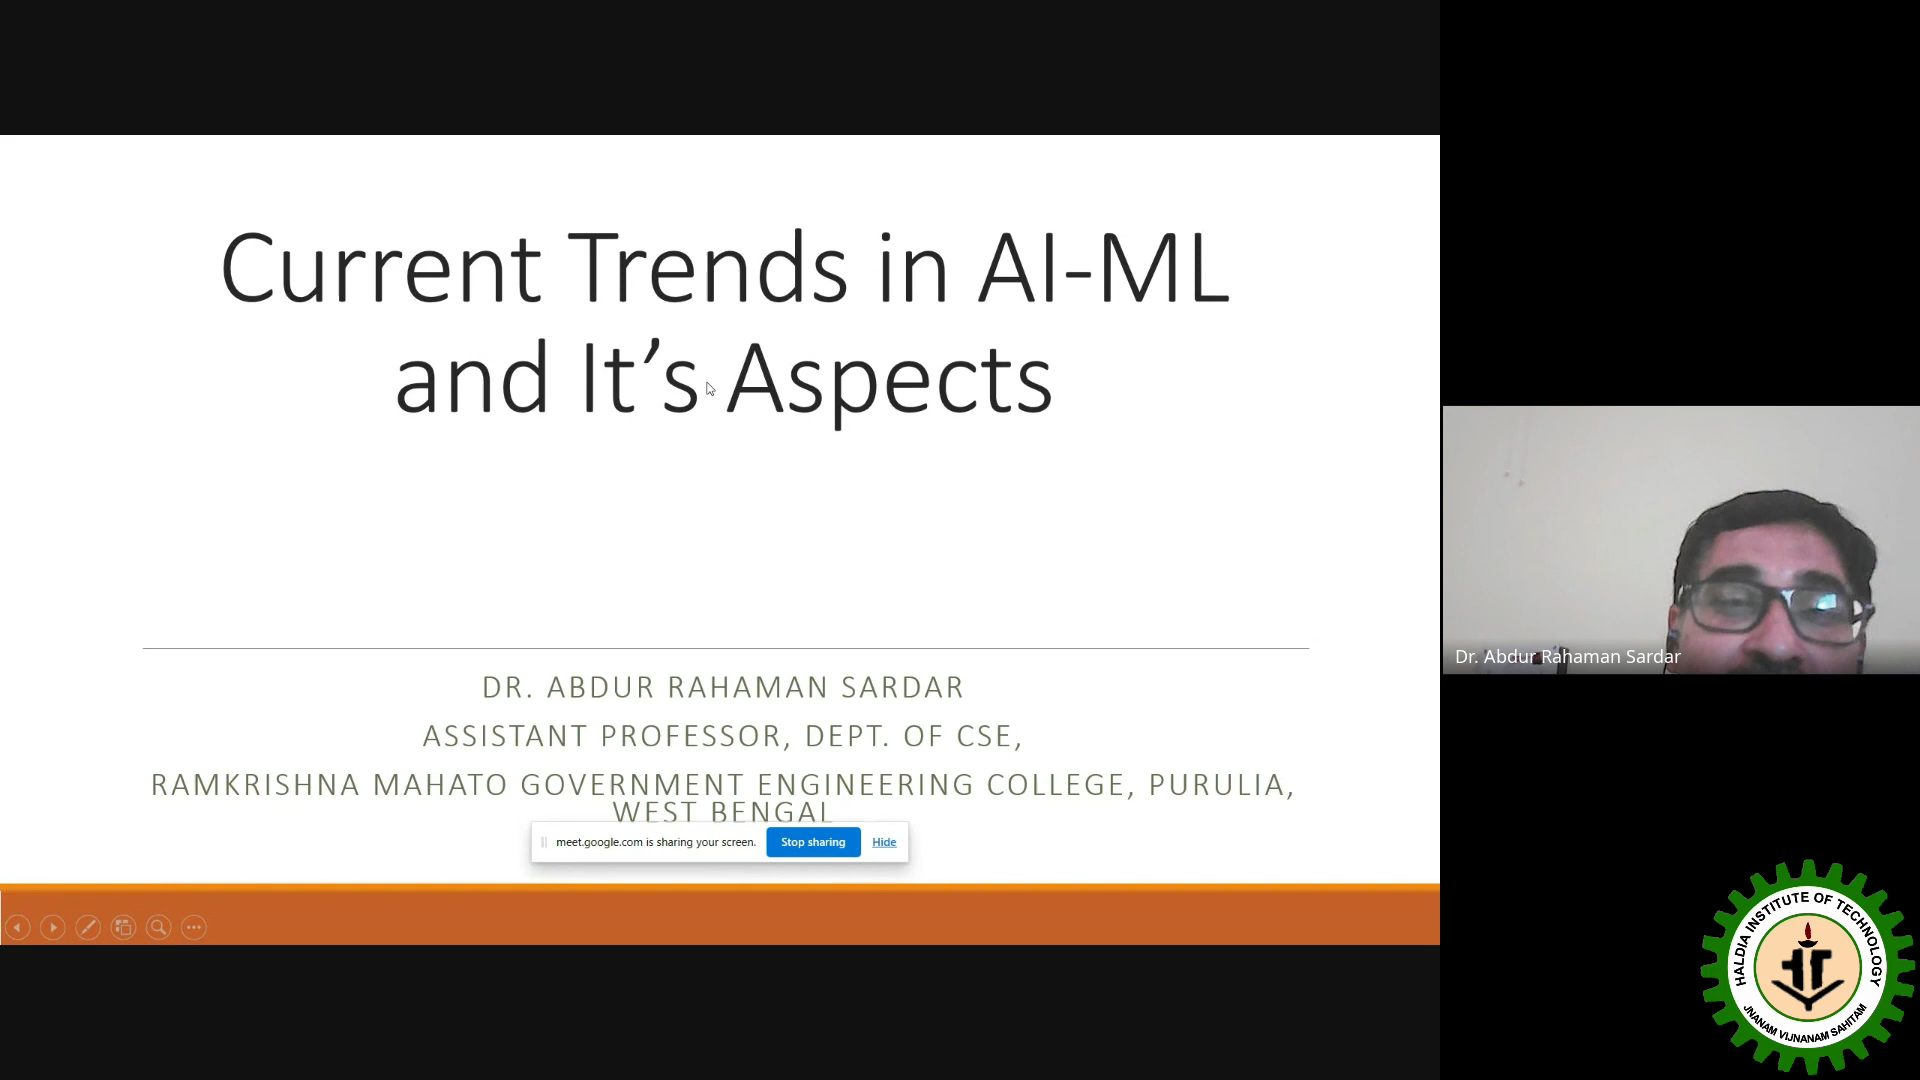 Current Trends in AI-ML
and It’s Aspects
DR. ABDUR RAHAMAN SARDAR
ASSISTANT PROFESSOR, DEPT. OF CSE,
RAMKRISHNA MAHATO GOVERNMENT ENGINEERING COLLEGE, PURULIA,
WEST BENGAL
meet.google.com is sharing your screen. Stop sharing Hide
Dr. Abdur Rahaman Sardar
HALDIA INSTITUTE OF TECHNOLOGY
JNANAM VIJNANAM SAHITAM